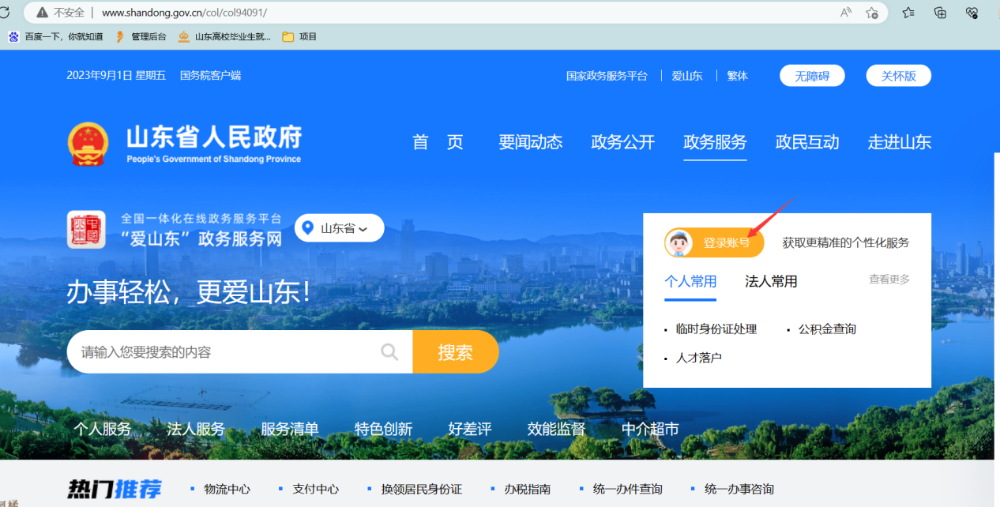 不安全 | www.shandong.gov.cn/col/col94091/
百度一下，你就知道 管理后台 山东高校毕业生就... 项目
2023年9月1日 星期五 国务院客户端 国家政务服务平台 爱山东 繁体 无障碍 关怀版
山东省人民政府
People's Government of Shandong Province
首 页 要闻动态 政务公开 政务服务 政民互动 走进山东
全国一体化在线政务服务平台
“爱山东”政务服务网
山东省
登录账号 获取更精准的个性化服务
个人常用 法人常用 查看更多
办事轻松，更爱山东！
临时身份证处理 公积金查询
请输入您要搜索的内容 搜索
人才落户
个人服务 法人服务 服务清单 特色创新 好差评 效能监督 中介超市
热门推荐 物流中心 支付中心 换领居民身份证 办税指南 统一办件查询 统一办事咨询